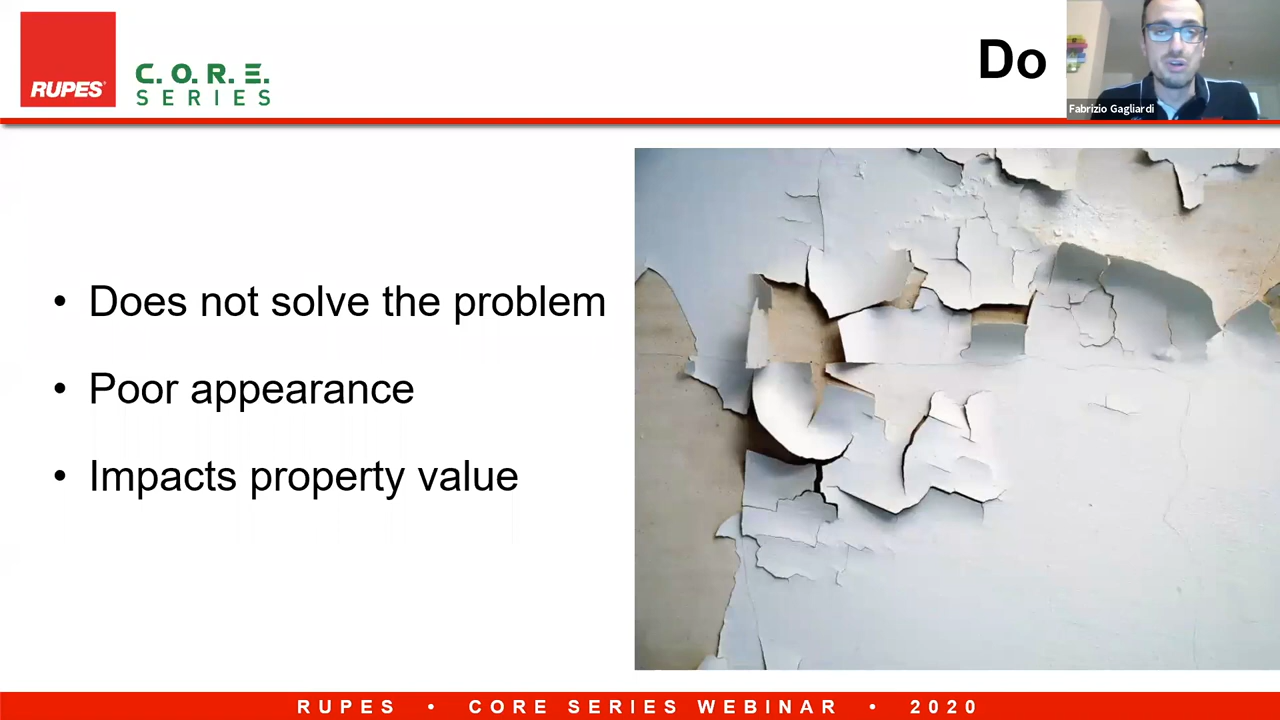 RUPES
C.O.R.E.
SERIES
Do
Fabrizio Gagliardi
• Does not solve the problem
• Poor appearance
• Impacts property value
RUPES • CORE SERIES WEBINAR • 2020